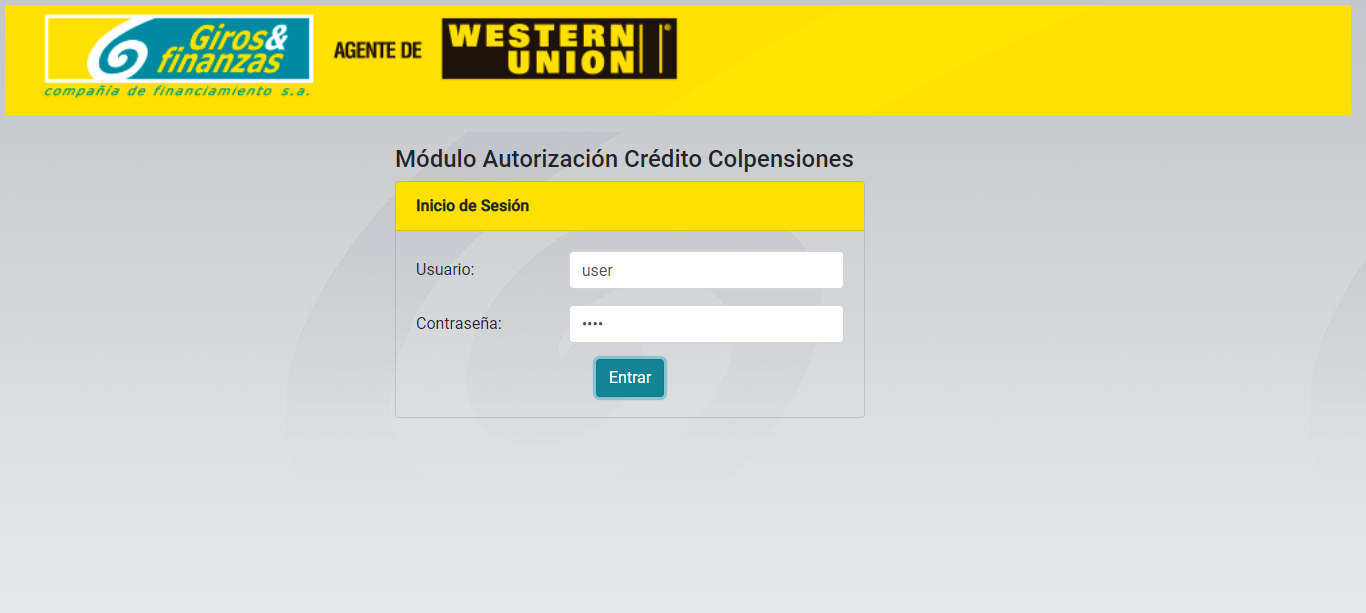 Giros&
finanzas
compañía de financiamiento s.a.
AGENTE DE
WESTERN
UNION ®
Módulo Autorización Crédito Colpensiones
Inicio de Sesión
Usuario: user
Contraseña: ••••
Entrar